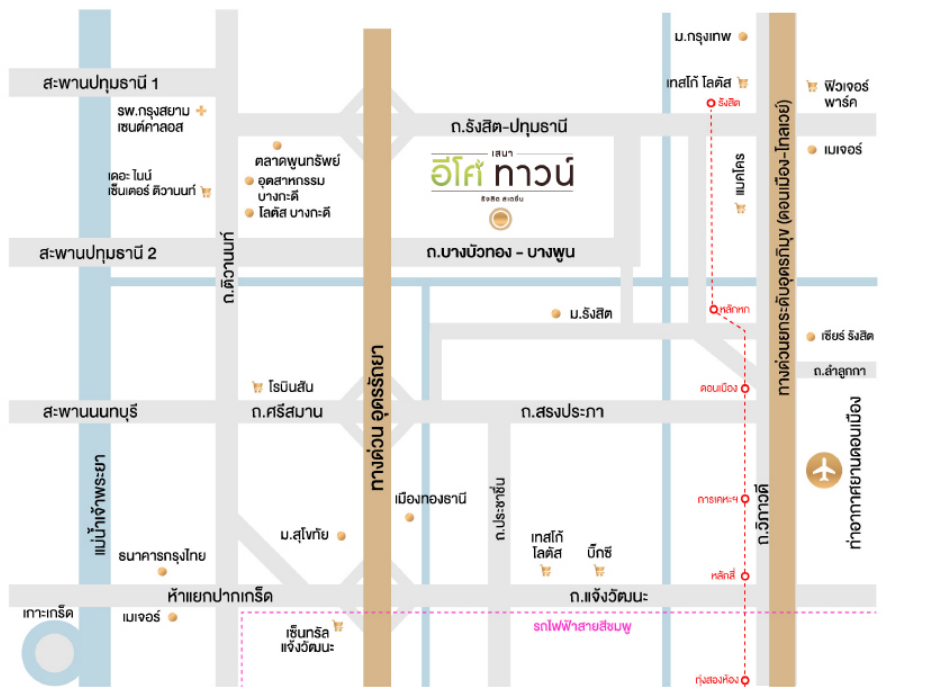 ม.กรุงเทพ
สะพานปทุมธานี 1
เทสโก้ โลตัส
ฟิวเจอร์
พาร์ค
รังสิต
รพ.กรุงสยาม
เซนต์คาลอส
ถ.รังสิต-ปทุมธานี
ตลาดพูนทรัพย์
เสนา
อีโค่ ทาวน์
รังสิต สเตชั่น
เมเจอร์
แมคโคร
เดอะ ไนน์
เซ็นเตอร์ ติวานนท์
อุตสาหกรรม
บางกะดี
โลตัส บางกะดี
ทางด่วนยกระดับอุตราภิมุข (ดอนเมือง-โทลเวย์)
สะพานปทุมธานี 2
ถ.บางบัวทอง - บางพูน
ถ.ติวานนท์
ม.รังสิต
หลักหก
เซียร์ รังสิต
ถ.ลำลูกกา
ทางด่วน อุดรรัถยา
โรบินสัน
ดอนเมือง
สะพานนนทบุรี
ถ.ศรีสมาน
ถ.สรงประภา
ท่าอากาศยานดอนเมือง
แม่น้ำเจ้าพระยา
เมืองทองธานี
ถ.ประชาชื่น
การเคหะฯ
ถ.วิภาวดี
ม.สุโขทัย
เทสโก้
โลตัส
บิ๊กซี
ธนาคารกรุงไทย
หลักสี่
ห้าแยกปากเกร็ด
ถ.แจ้งวัฒนะ
เกาะเกร็ด
เมเจอร์
เซ็นทรัล
แจ้งวัฒนะ
รถไฟฟ้าสายสีชมพู
ทุ่งสองห้อง